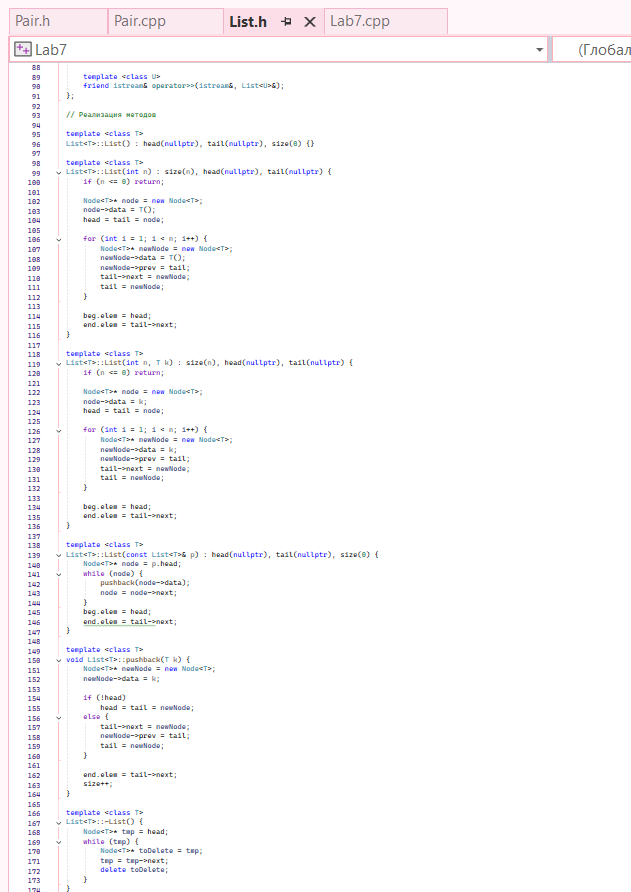 Pair.h Pair.cpp List.h Lab7.cpp
Lab7 (Глобал
88
89 template <class U>
90 friend istream& operator>>(istream&, List<U>&);
91 };
92
93 // Реализация методов
94
95 template <class T>
96 List<T>::List() : head(nullptr), tail(nullptr), size(0) {}
97
98 template <class T>
99 List<T>::List(int n) : size(n), head(nullptr), tail(nullptr) {
100 if (n <= 0) return;
101
102 Node<T>* node = new Node<T>;
103 node->data = T();
104 head = tail = node;
105
106 for (int i = 1; i < n; i++) {
107 Node<T>* newNode = new Node<T>;
108 newNode->data = T();
109 newNode->prev = tail;
110 tail->next = newNode;
111 tail = newNode;
112 }
113
114 beg.elem = head;
115 end.elem = tail->next;
116 }
117
118 template <class T>
119 List<T>::List(int n, T k) : size(n), head(nullptr), tail(nullptr) {
120 if (n <= 0) return;
121
122 Node<T>* node = new Node<T>;
123 node->data = k;
124 head = tail = node;
125
126 for (int i = 1; i < n; i++) {
127 Node<T>* newNode = new Node<T>;
128 newNode->data = k;
129 newNode->prev = tail;
130 tail->next = newNode;
131 tail = newNode;
132 }
133
134 beg.elem = head;
135 end.elem = tail->next;
136 }
137
138 template <class T>
139 List<T>::List(const List<T>& p) : head(nullptr), tail(nullptr), size(0) {
140 Node<T>* node = p.head;
141 while (node) {
142 pushback(node->data);
143 node = node->next;
144 }
145 beg.elem = head;
146 end.elem = tail->next;
147 }
148
149 template <class T>
150 void List<T>::pushback(T k) {
151 Node<T>* newNode = new Node<T>;
152 newNode->data = k;
153
154 if (!head)
155 head = tail = newNode;
156 else {
157 tail->next = newNode;
158 newNode->prev = tail;
159 tail = newNode;
160 }
161
162 end.elem = tail->next;
163 size++;
164 }
165
166 template <class T>
167 List<T>::~List() {
168 Node<T>* tmp = head;
169 while (tmp) {
170 Node<T>* toDelete = tmp;
171 tmp = tmp->next;
172 delete toDelete;
173 }
174 }